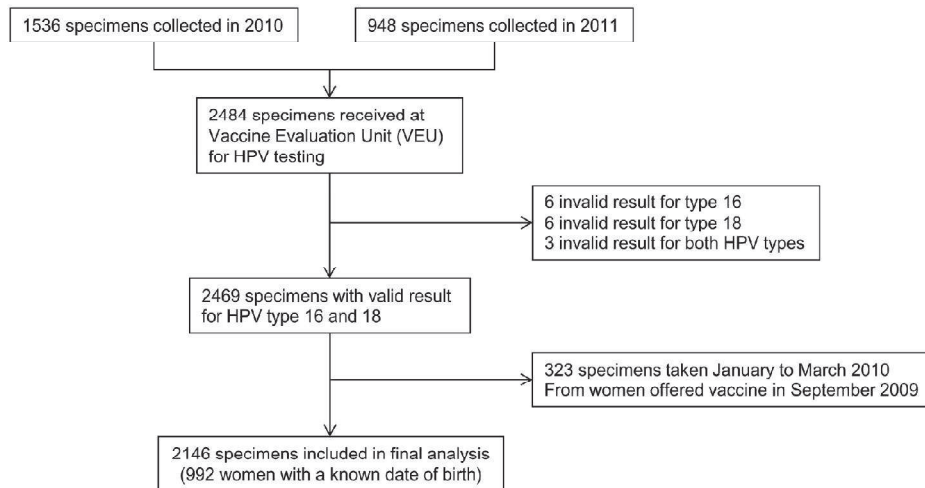 1536 specimens collected in 2010
948 specimens collected in 2011
2484 specimens received at
Vaccine Evaluation Unit (VEU)
for HPV testing
6 invalid result for type 16
6 invalid result for type 18
3 invalid result for both HPV types
2469 specimens with valid result
for HPV type 16 and 18
323 specimens taken January to March 2010
From women offered vaccine in September 2009
2146 specimens included in final analysis
(992 women with a known date of birth)